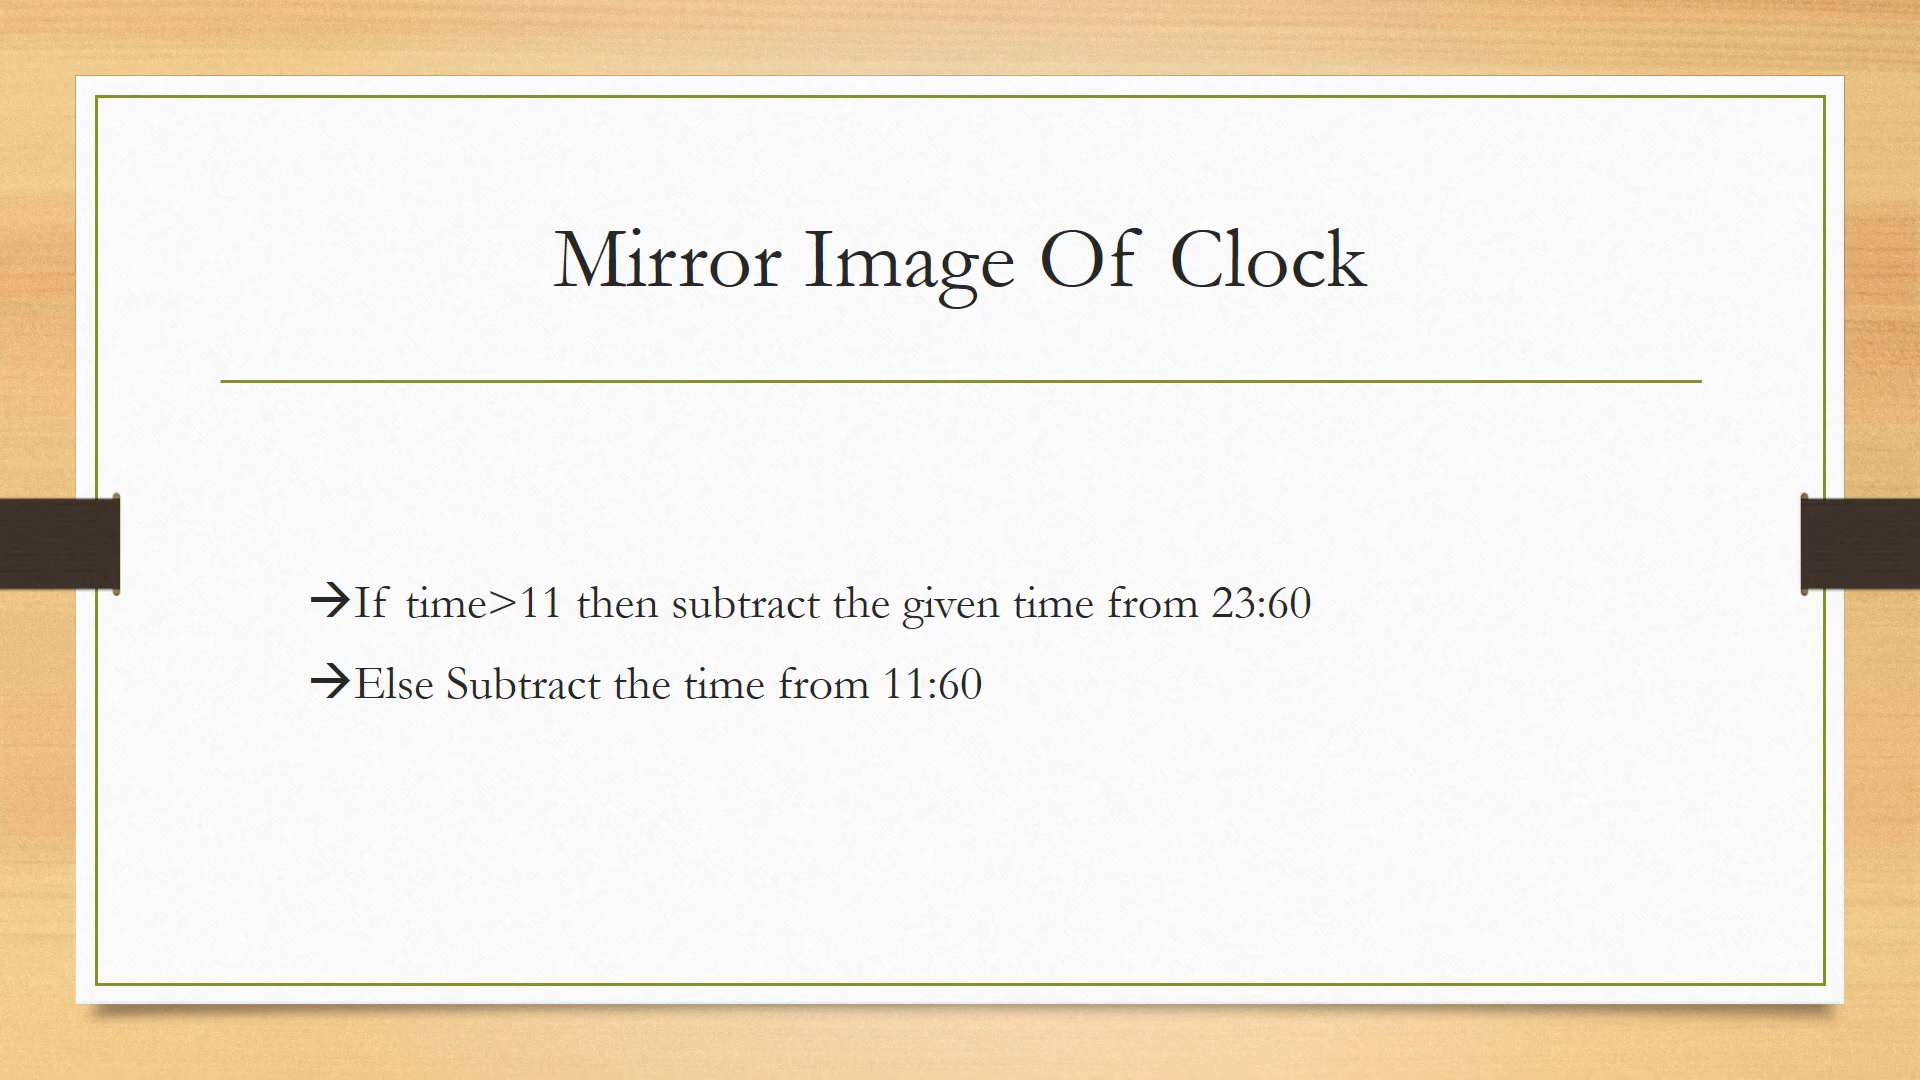 Mirror Image Of Clock
→If time>11 then subtract the given time from 23:60
→Else Subtract the time from 11:60